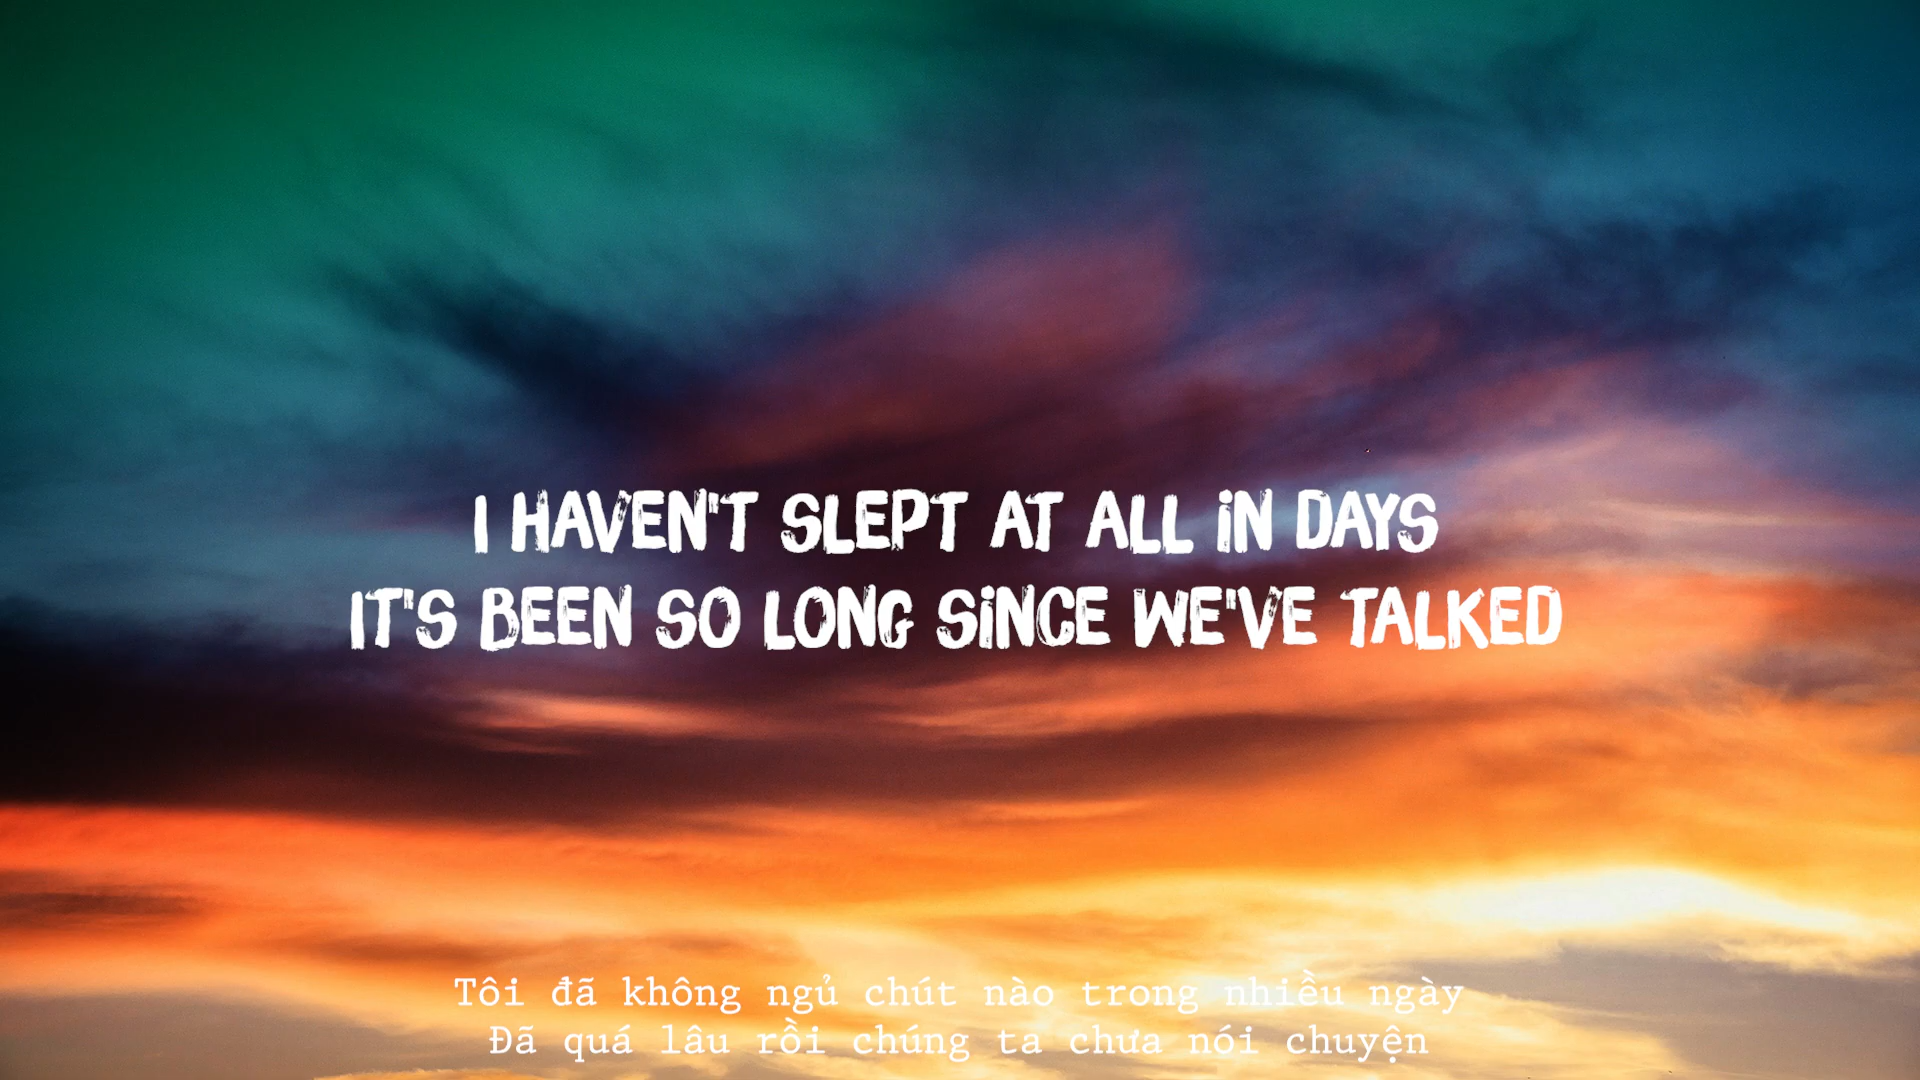 I HAVEN'T SLEPT AT ALL IN DAYS
IT'S BEEN SO LONG SINCE WE'VE TALKED
Tôi đã không ngủ chút nào trong nhiều ngày
Đã quá lâu rồi chúng ta chưa nói chuyện